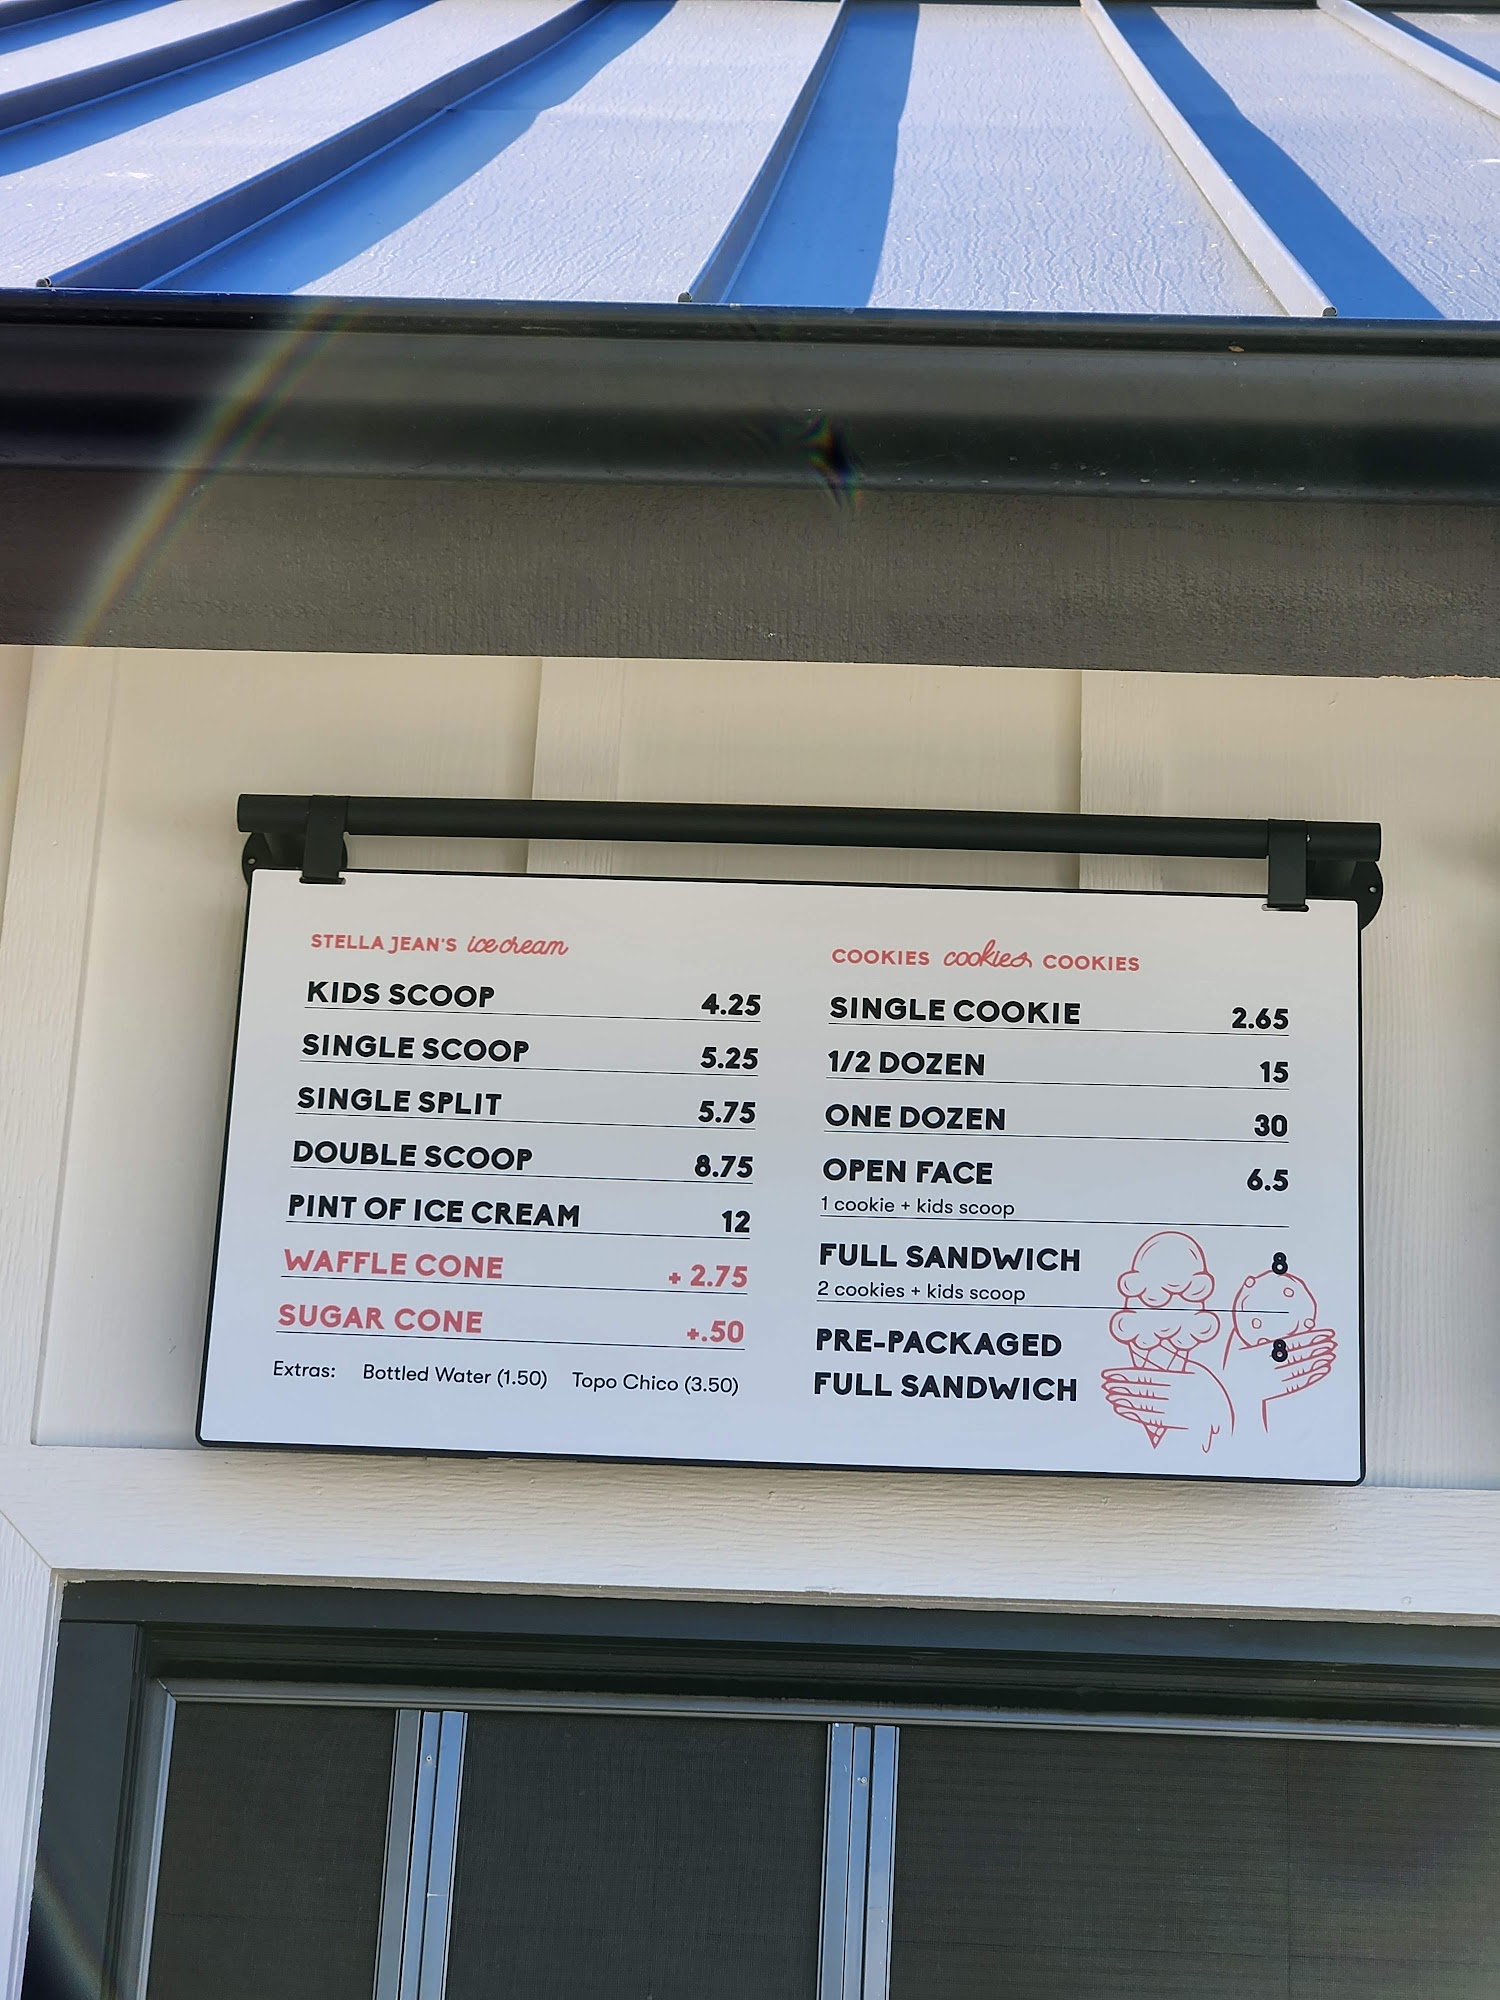 STELLA JEAN'S ice cream
KIDS SCOOP 4.25
SINGLE SCOOP 5.25
SINGLE SPLIT 5.75
DOUBLE SCOOP 8.75
PINT OF ICE CREAM 12
WAFFLE CONE + 2.75
SUGAR CONE +.50
Extras: Bottled Water (1.50) Topo Chico (3.50)
COOKIES cookies COOKIES
SINGLE COOKIE 2.65
1/2 DOZEN 15
ONE DOZEN 30
OPEN FACE 6.5
1 cookie + kids scoop
FULL SANDWICH 8
2 cookies + kids scoop
PRE-PACKAGED 8
FULL SANDWICH